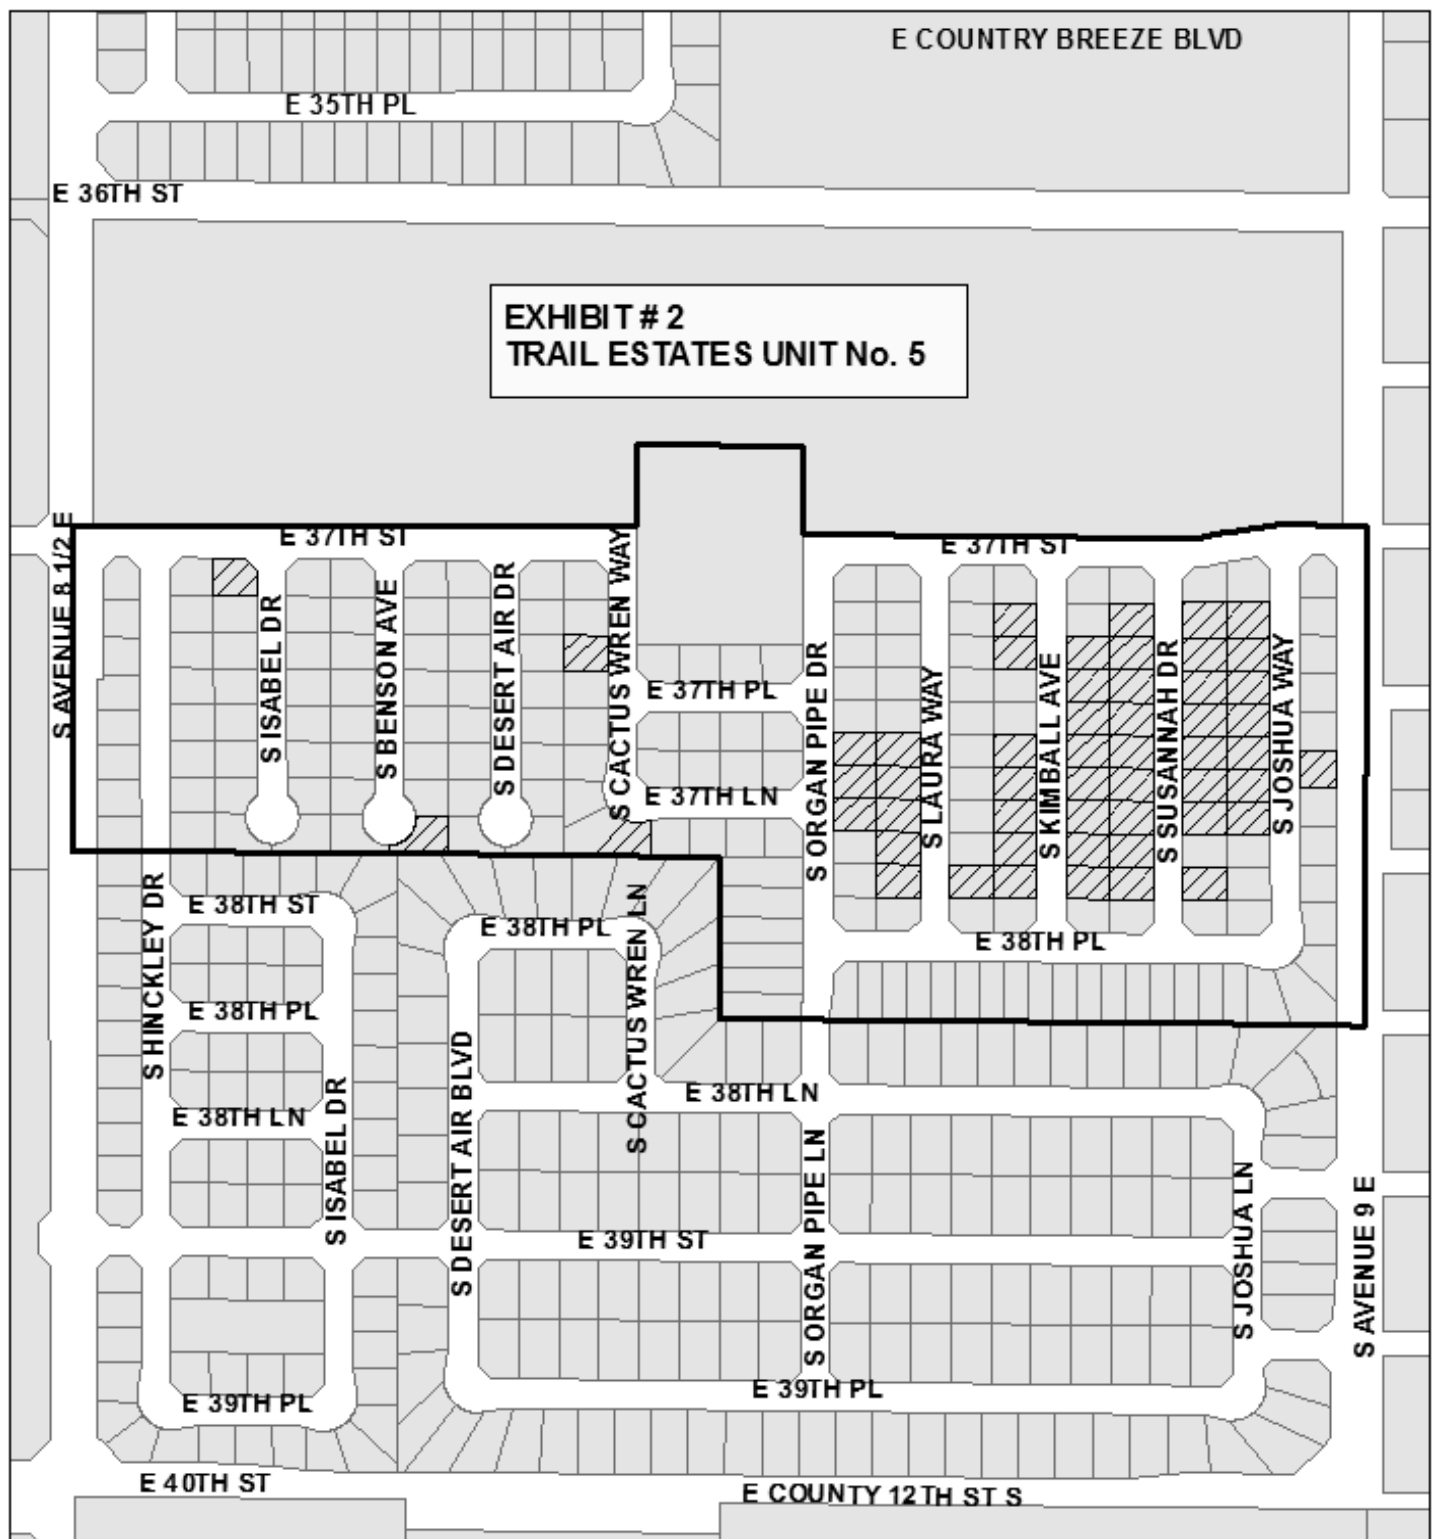 E COUNTRY BREEZE BLVD
E 35TH PL
E 36TH ST
EXHIBIT # 2
TRAIL ESTATES UNIT No. 5
S AVENUE 8 1/2 E
E 37TH ST
E 37TH ST
S ISABEL DR
S BENSON AVE
S DESERT AIR DR
S CACTUS WREN WAY
E 37TH PL
E 37TH LN
S ORGAN PIPE DR
S LAURA WAY
S KIMBALL AVE
S SUSANNAH DR
S JOSHUA WAY
S HINCKLEY DR
E 38TH ST
E 38TH PL
S CACTUS WREN LN
E 38TH PL
E 38TH PL
E 38TH LN
E 38TH LN
S ISABEL DR
S DESERT AIR BLVD
S ORGAN PIPE LN
S JOSHUA LN
S AVENUE 9 E
E 39TH ST
E 39TH PL
E 39TH PL
E 40TH ST
E COUNTY 12TH ST S